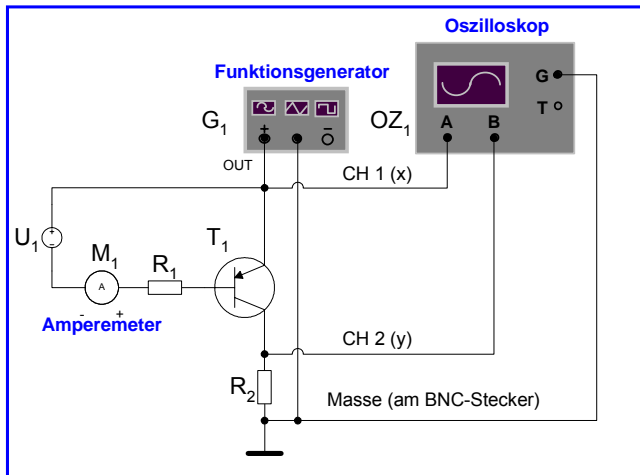 Oszilloskop
Funktionsgenerator
G
T
G₁
+
–
OZ₁
A
B
OUT
CH 1 (x)
U₁
+
–
T₁
M₁
R₁
A
- +
Amperemeter
CH 2 (y)
R₂
Masse (am BNC-Stecker)